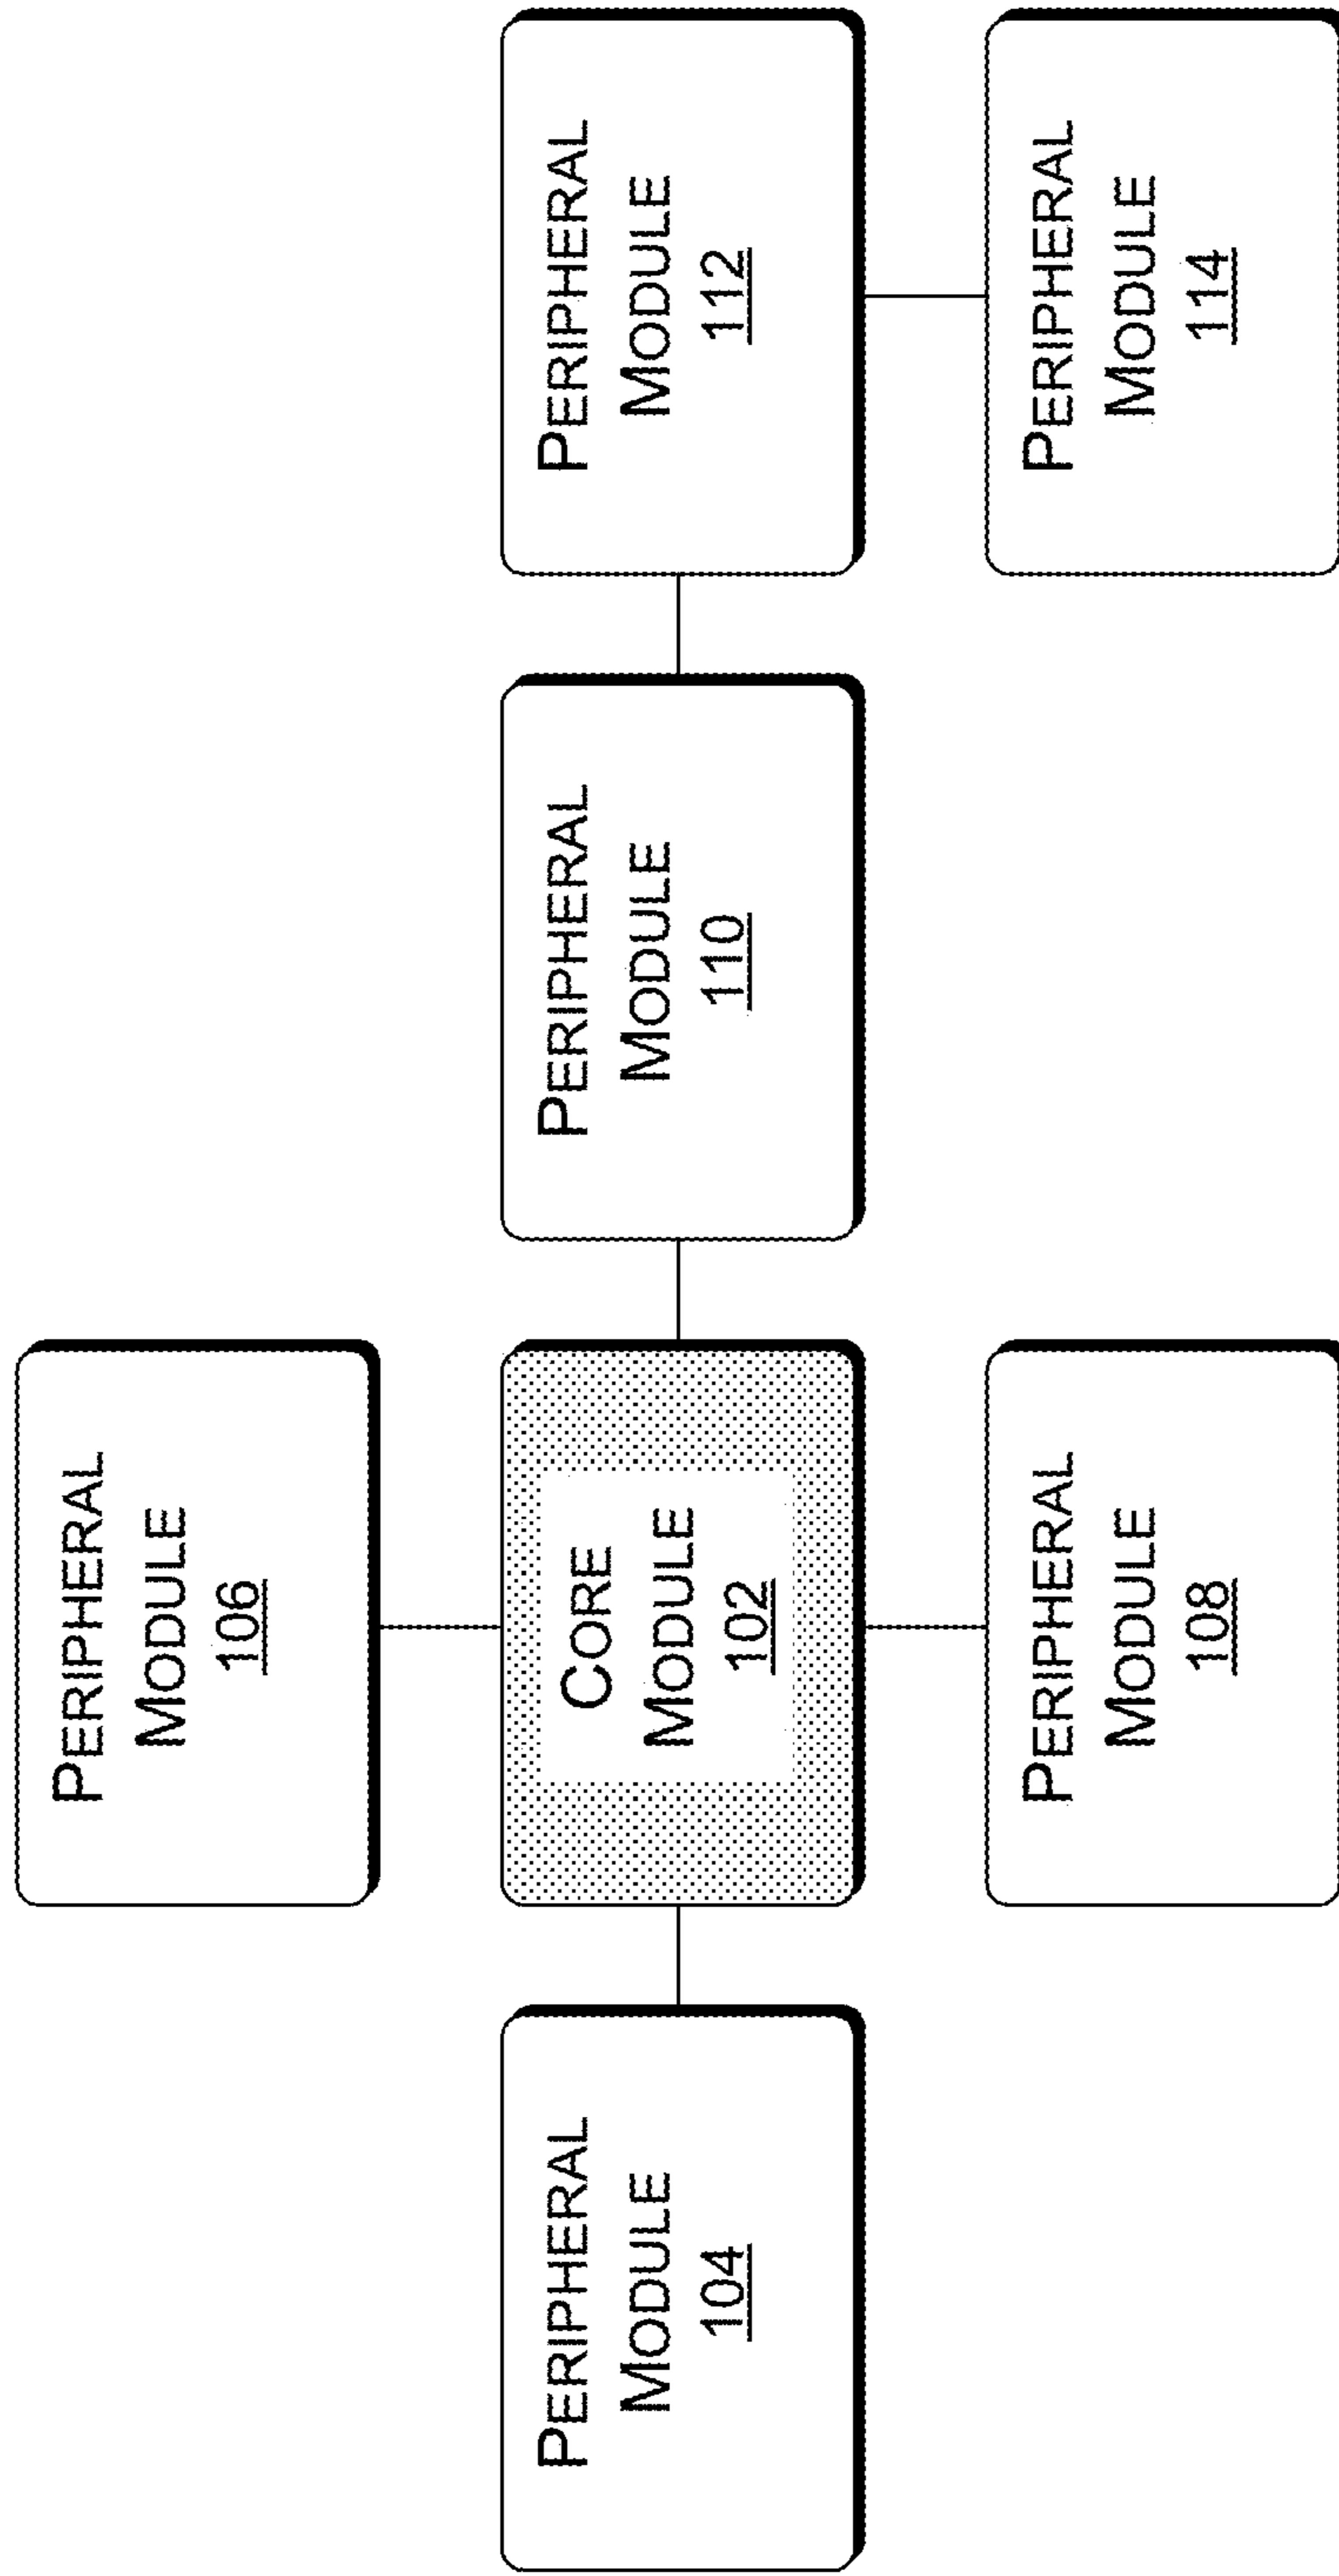 PERIPHERAL
MODULE
106
PERIPHERAL
MODULE
104
CORE
MODULE
102
PERIPHERAL
MODULE
110
PERIPHERAL
MODULE
112
PERIPHERAL
MODULE
108
PERIPHERAL
MODULE
114